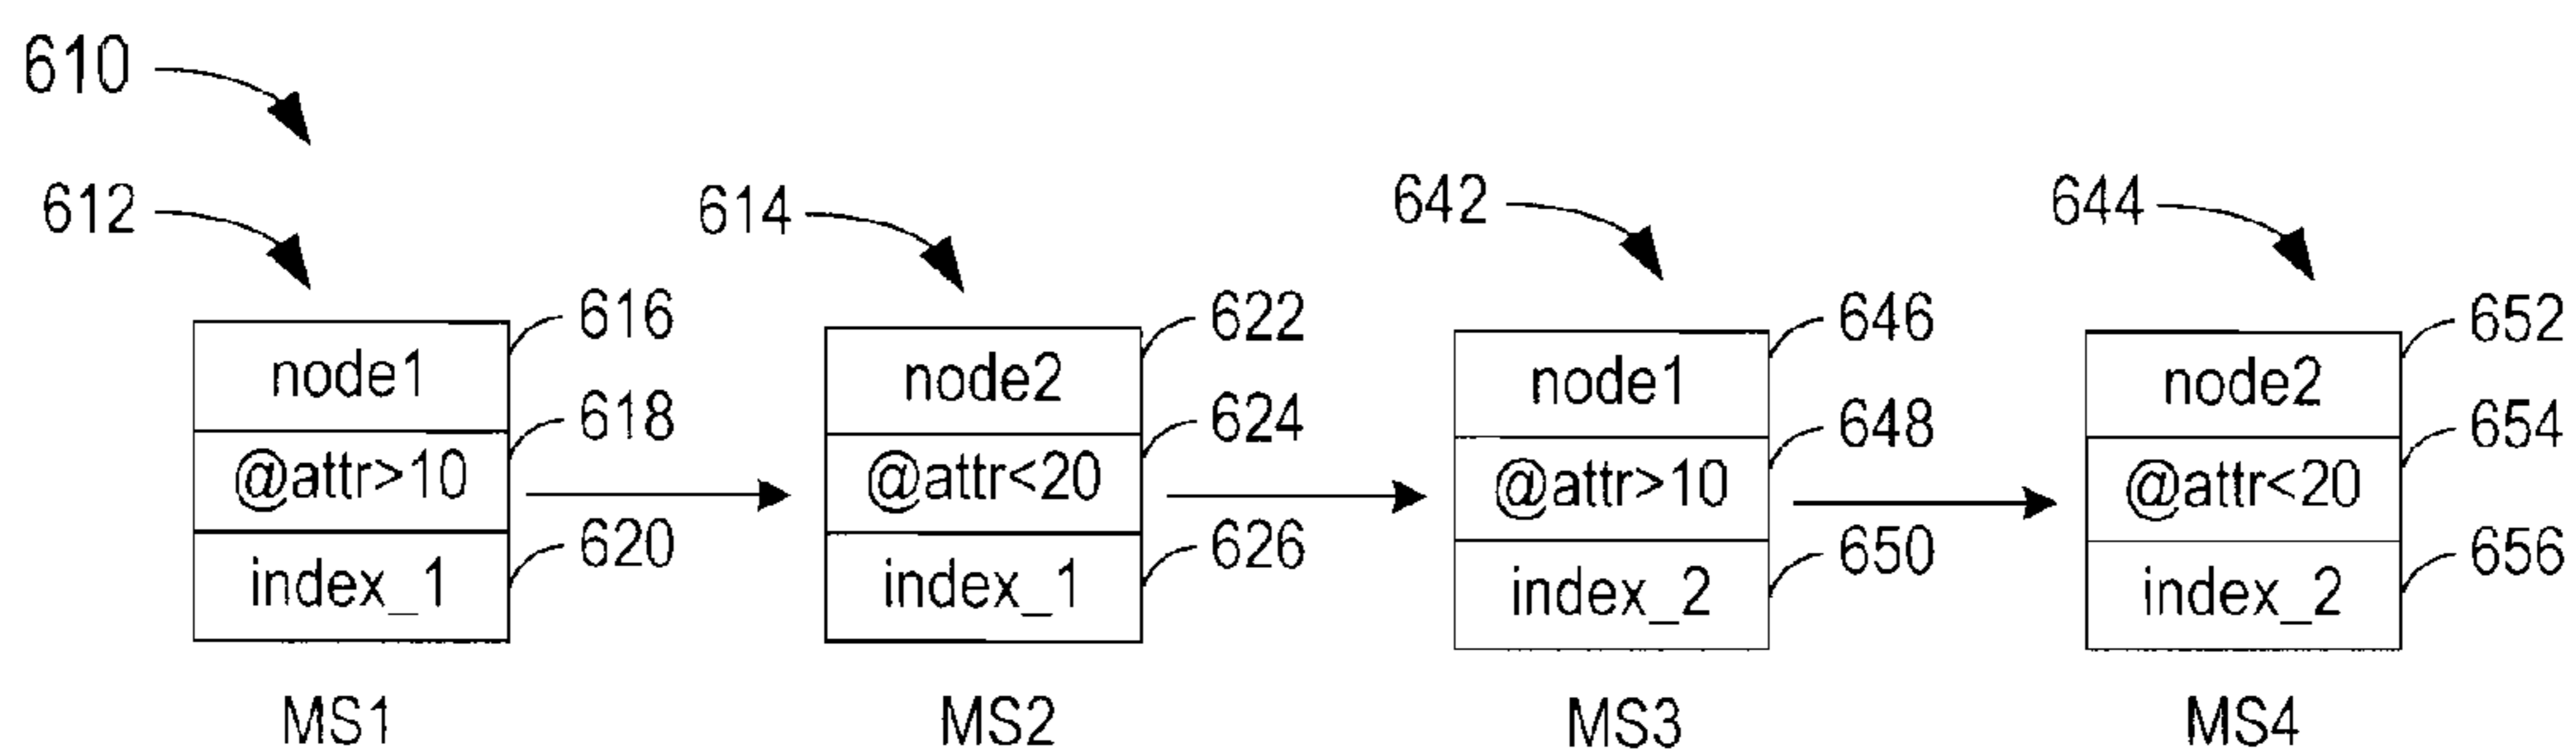 610
612
614
642
644
616
622
646
652
node1
node2
node1
node2
618
624
648
654
@attr>10
@attr<20
@attr>10
@attr<20
620
626
650
656
index_1
index_1
index_2
index_2
MS1
MS2
MS3
MS4